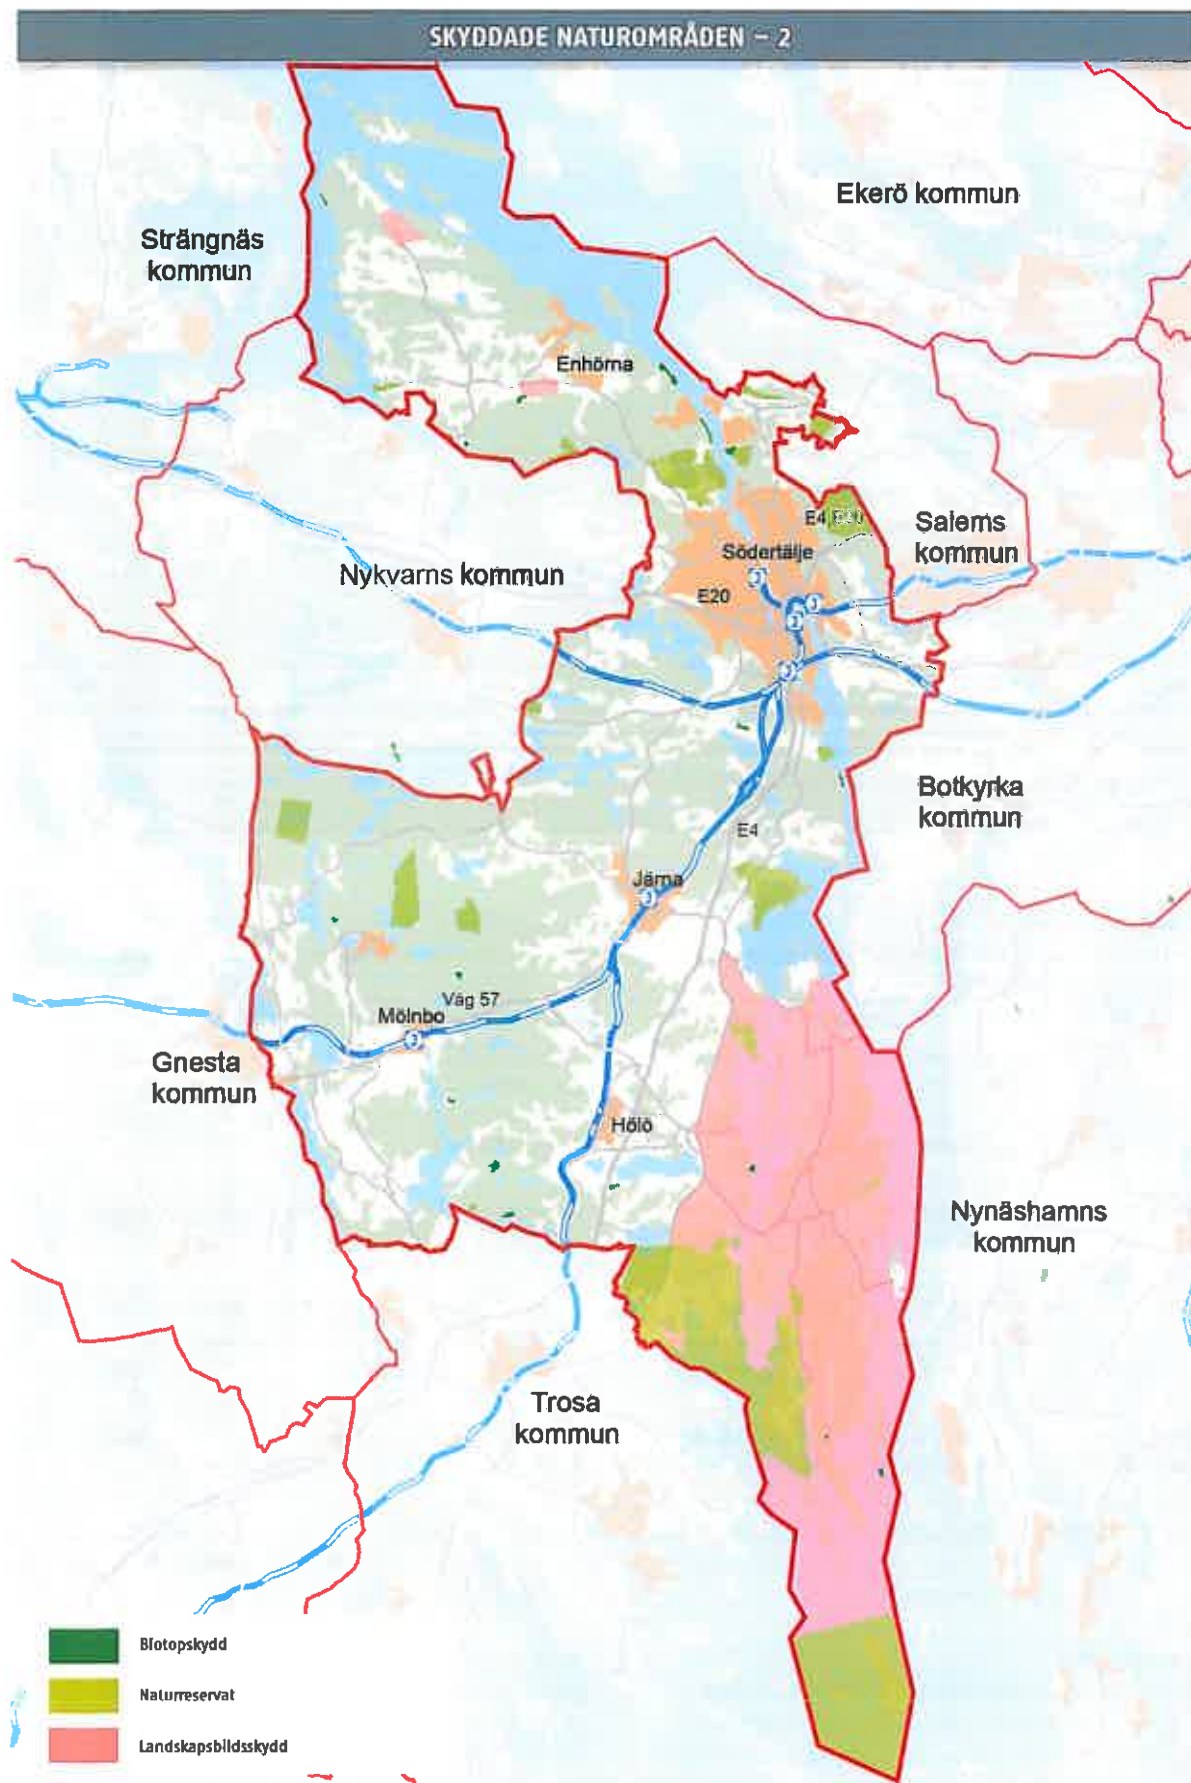 SKYDDADE NATUROMRÅDEN – 2
Ekerö kommun
Strängnäs
kommun
Enhörna
E4
Salems
kommun
Södertälje
Nykvarns kommun
E20
Botkyrka
kommun
E4
Järna
Väg 57
Mölnbo
Gnesta
kommun
Hölö
Nynäshamns
kommun
Trosa
kommun
Biotopskydd
Naturreservat
Landskapsbildsskydd